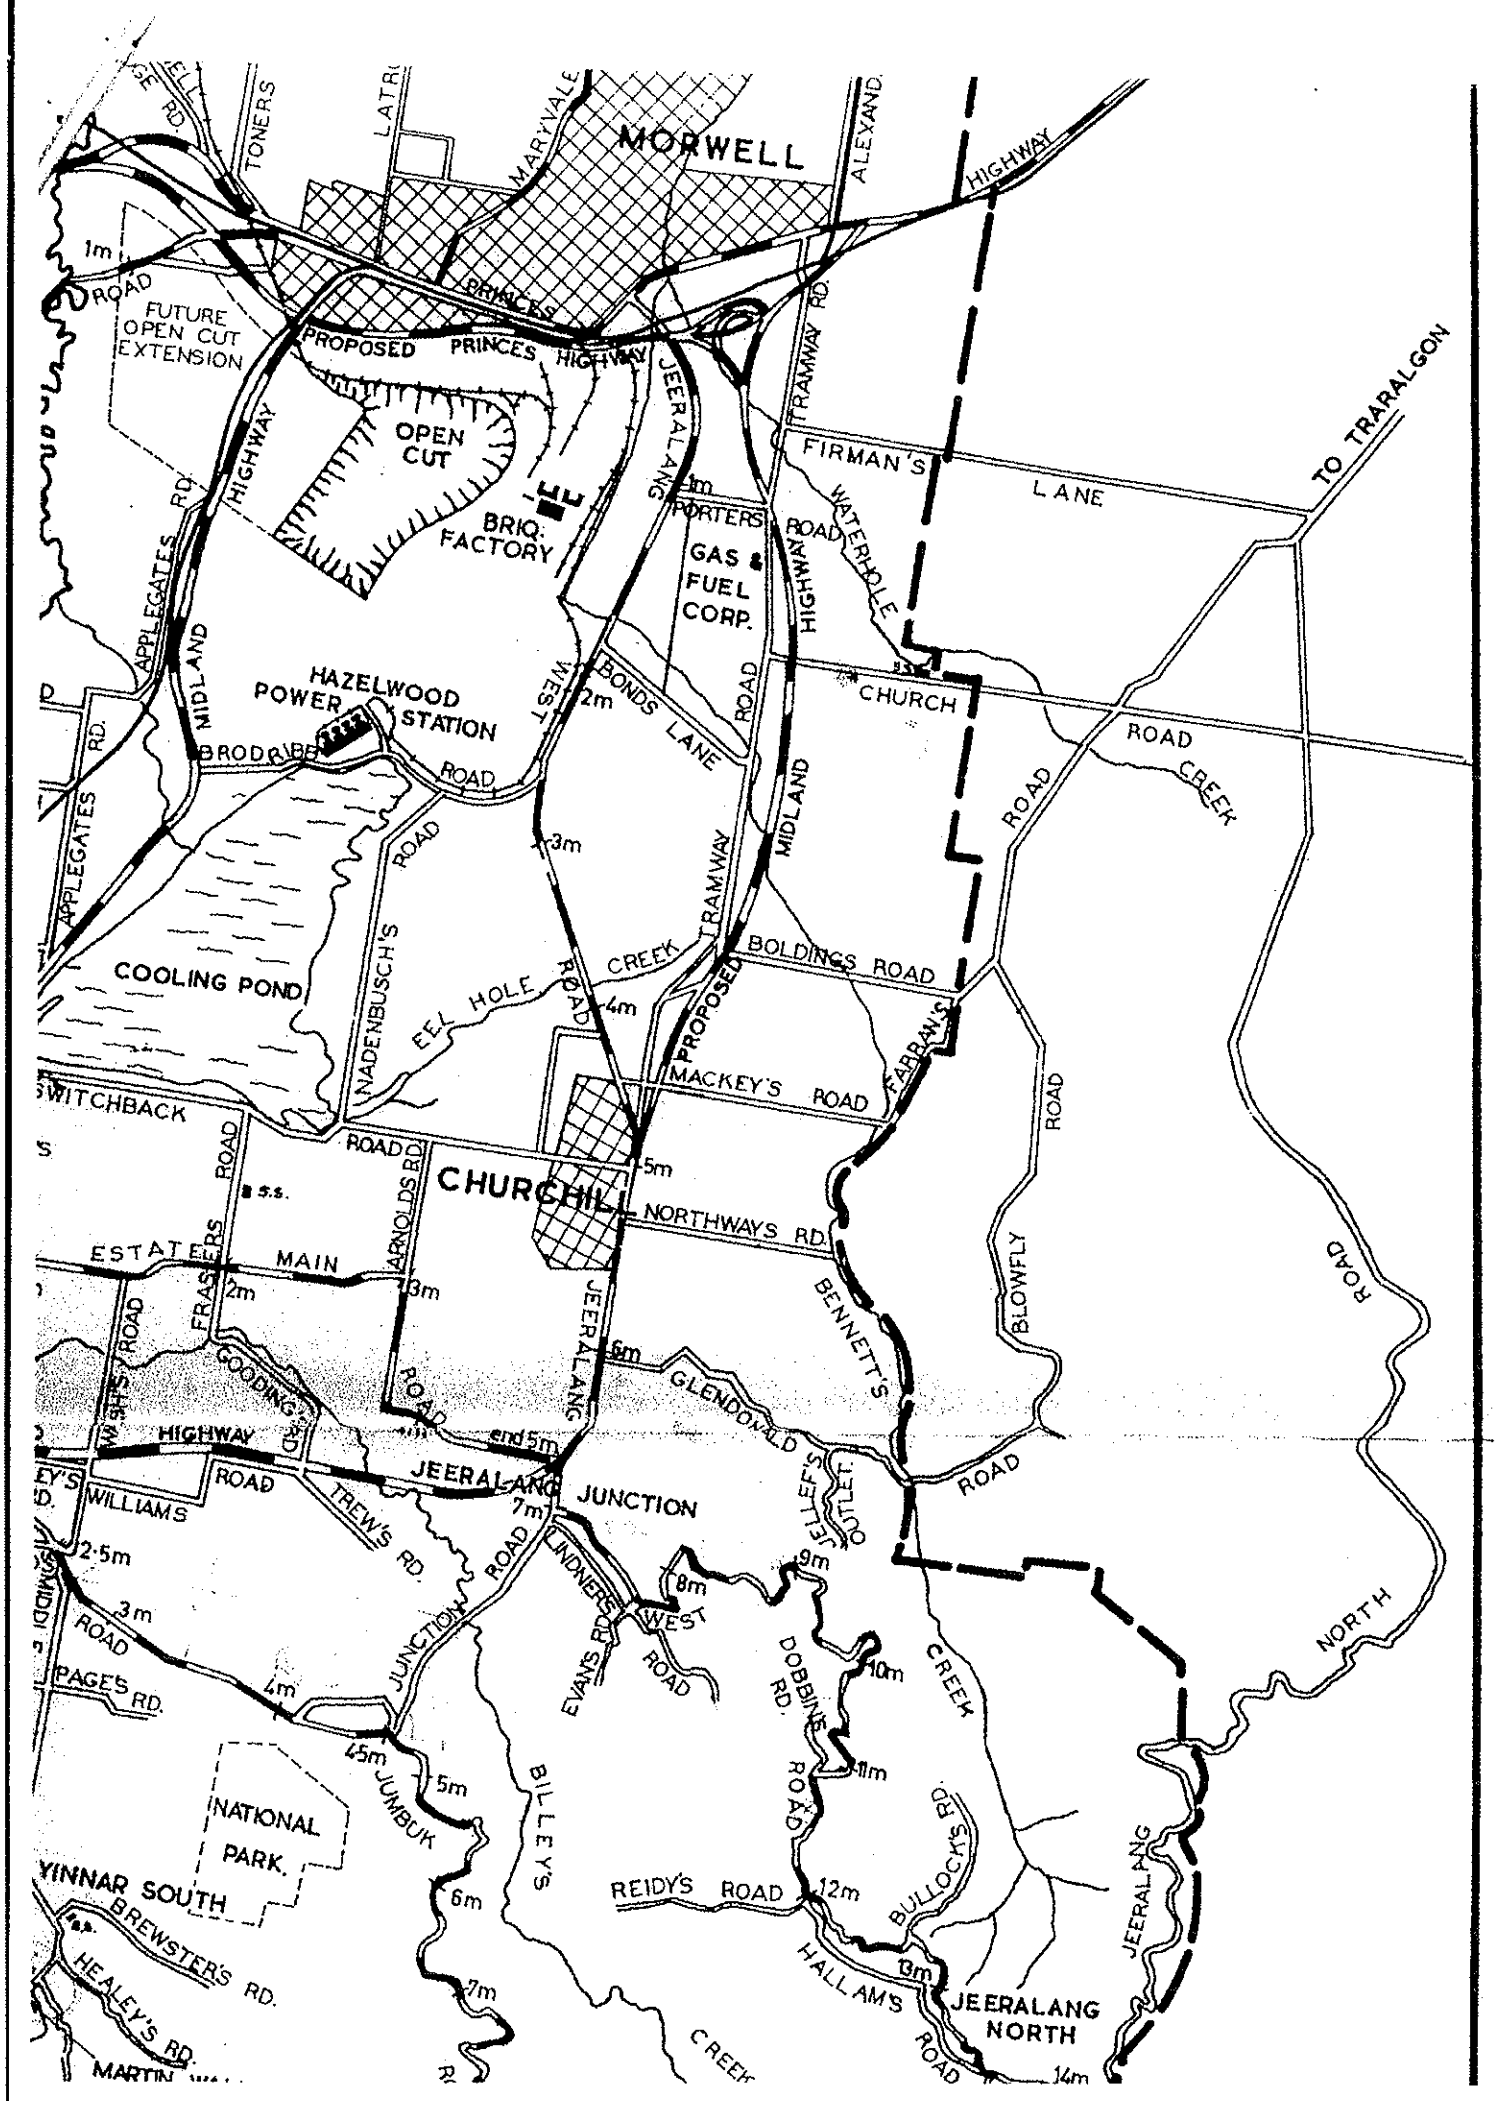 RD.
TONERS
MARYVALE
MORWELL
HIGHWAY
1m
ROAD
FUTURE
OPEN CUT
EXTENSION
PRINCES
PROPOSED PRINCES HIGHWAY
TRAMWAY RD.
JEERALANG
OPEN
CUT
HIGHWAY
TO TRARALGON
FIRMAN'S LANE
RD.
1m
PORTERS ROAD
BRIQ.
FACTORY
WATERHOLE
GAS &
FUEL
CORP.
HIGHWAY
APPLEGATES
MIDLAND
HAZELWOOD
POWER STATION
WEST
2m
BONDS LANE
ROAD
CHURCH ROAD
CREEK
BRODRIBB ROAD
RD.
APPLEGATES
3m
ROAD
MIDLAND
ROAD
TRAMWAY
COOLING POND
NADENBUSCH'S
EEL HOLE CREEK
ROAD
4m
BOLDINGS ROAD
PROPOSED
FARRAN'S
MACKEY'S ROAD
SWITCHBACK
ROAD
ROAD
ARNOLDS RD.
ROAD
CHURCHILL
5m
S.S.
NORTHWAYS RD.
ESTATE MAIN
FRASERS
2m
3m
ROAD
JEERALANG
BENNETT'S
BLOWFLY
ROAD
6m
GOODING RD
ROAD
GLENDONALD
HIGHWAY
end 5m
JEERALANG JUNCTION
ROAD
WILLIAMS
ROAD
TREW'S RD.
7m
JELLEF'S
OUTLET.
2·5m
3m
ROAD
JUNCTION ROAD
LINDNERS
8m
9m
WEST
ROAD
EVAN'S RD.
DOBBINS
RD.
10m
CREEK
NORTH
PAGES RD.
4m
45m
5m
JUMBUK
BILLEY'S
11m
ROAD
BULLOCK'S RD.
NATIONAL
PARK.
YINNAR SOUTH
6m
REIDY'S ROAD
12m
JEERALANG
BREWSTER'S RD.
HEALEY'S RD.
7m
HALLAM'S
ROAD
13m
JEERALANG
NORTH
CREEK
MARTIN
14m